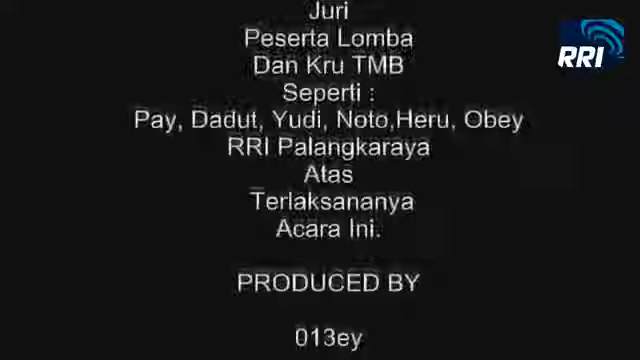 Juri
RRI
Peserta Lomba
Dan Kru TMB
Seperti :
Pay, Dadut, Yudi, Noto,Heru, Obey
RRI Palangkaraya
Atas
Terlaksananya
Acara Ini.
PRODUCED BY
013ey